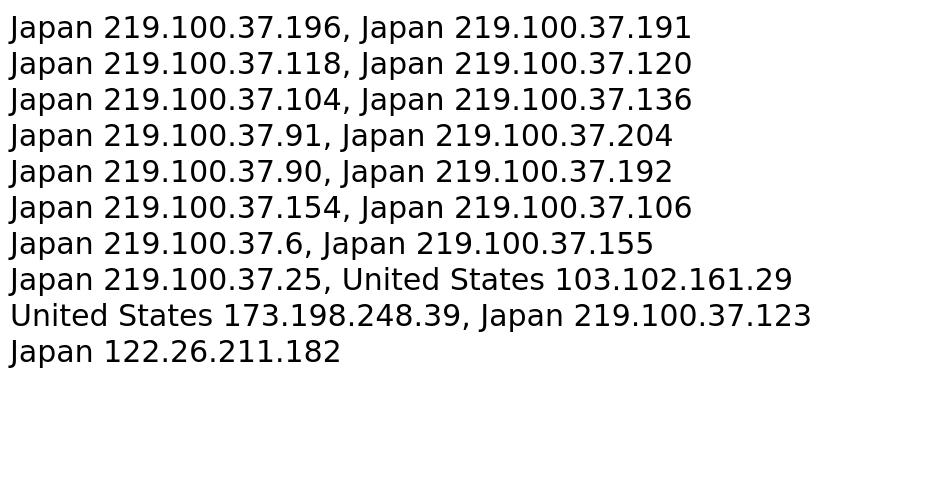 Japan 219.100.37.196, Japan 219.100.37.191
Japan 219.100.37.118, Japan 219.100.37.120
Japan 219.100.37.104, Japan 219.100.37.136
Japan 219.100.37.91, Japan 219.100.37.204
Japan 219.100.37.90, Japan 219.100.37.192
Japan 219.100.37.154, Japan 219.100.37.106
Japan 219.100.37.6, Japan 219.100.37.155
Japan 219.100.37.25, United States 103.102.161.29
United States 173.198.248.39, Japan 219.100.37.123
Japan 122.26.211.182